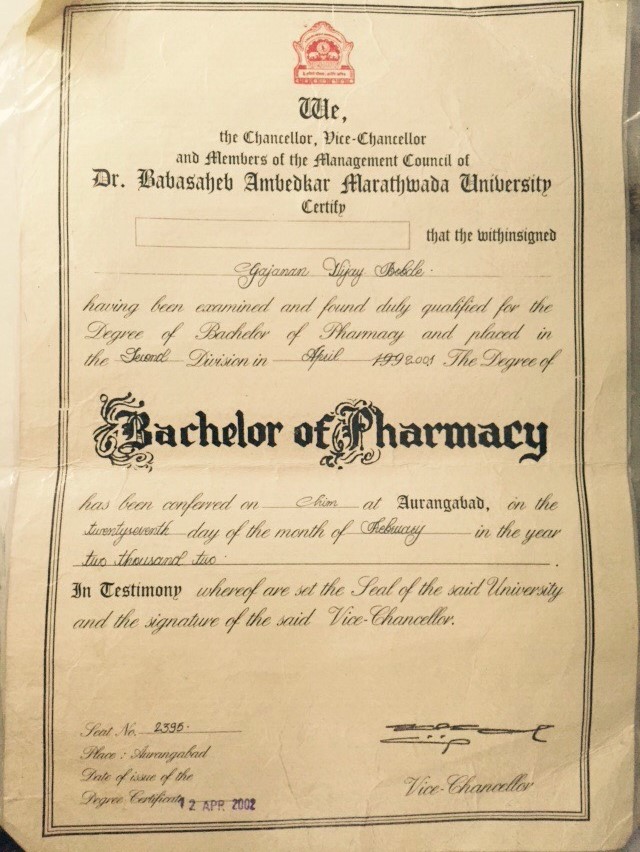 We,
the Chancellor, Vice-Chancellor
and Members of the Management Council of
Dr. Babasaheb Ambedkar Marathwada University
Certify
that the withinsigned
Gajanan Vijay
having been examined and found duly qualified for the
Degree of Bachelor of Pharmacy and placed in
the Second Division in April 2001 The Degree of
Bachelor of Pharmacy
has been conferred on him at Aurangabad, on the
twentyseventh day of the month of February in the year
two thousand two.
In Testimony whereof are set the Seal of the said University
and the signature of the said Vice-Chancellor.
Seat No. 2395.
Place : Aurangabad
Date of issue of the
Degree Certificate 12 APR 2002
Vice-Chancellor